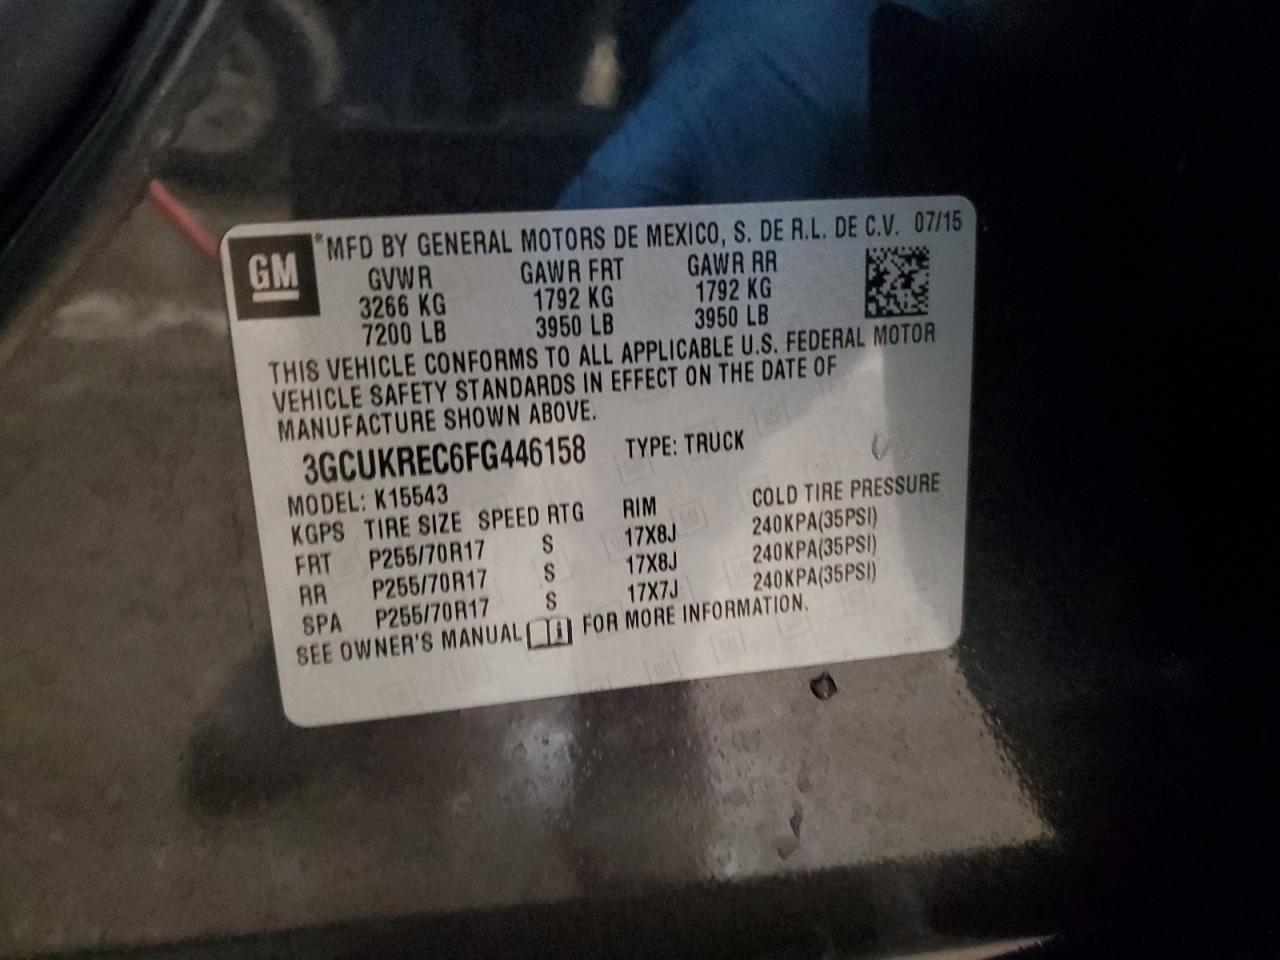 GM
®MFD BY GENERAL MOTORS DE MEXICO, S. DE R.L. DE C.V. 07/15
GVWR GAWR FRT GAWR RR
3266 KG 1792 KG 1792 KG
7200 LB 3950 LB 3950 LB
THIS VEHICLE CONFORMS TO ALL APPLICABLE U.S. FEDERAL MOTOR
VEHICLE SAFETY STANDARDS IN EFFECT ON THE DATE OF
MANUFACTURE SHOWN ABOVE.
3GCUKREC6FG446158 TYPE: TRUCK
MODEL: K15543
KGPS TIRE SIZE SPEED RTG RIM COLD TIRE PRESSURE
FRT P255/70R17 S 17X8J 240KPA(35PSI)
RR P255/70R17 S 17X8J 240KPA(35PSI)
SPA P255/70R17 S 17X7J 240KPA(35PSI)
SEE OWNER'S MANUAL FOR MORE INFORMATION.